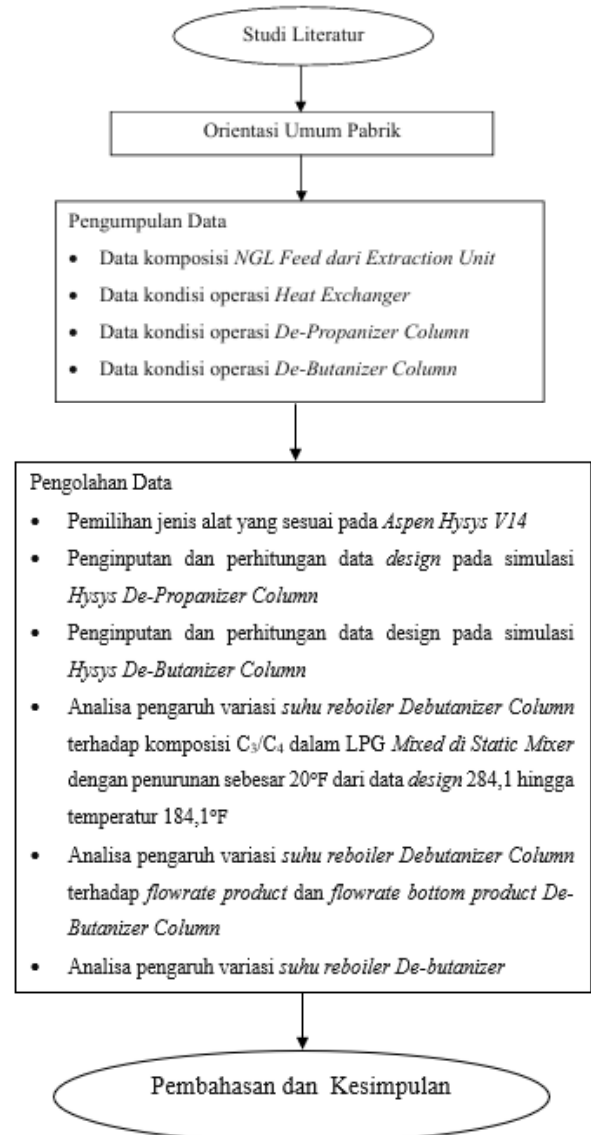 Studi Literatur
Orientasi Umum Pabrik
Pengumpulan Data
• Data komposisi NGL Feed dari Extraction Unit
• Data kondisi operasi Heat Exchanger
• Data kondisi operasi De-Propanizer Column
• Data kondisi operasi De-Butanizer Column
Pengolahan Data
• Pemilihan jenis alat yang sesuai pada Aspen Hysys V14
• Penginputan dan perhitungan data design pada simulasi
Hysys De-Propanizer Column
• Penginputan dan perhitungan data design pada simulasi
Hysys De-Butanizer Column
• Analisa pengaruh variasi suhu reboiler Debutanizer Column
terhadap komposisi C₃/C₄ dalam LPG Mixed di Static Mixer
dengan penurunan sebesar 20°F dari data design 284,1 hingga
temperatur 184,1°F
• Analisa pengaruh variasi suhu reboiler Debutanizer Column
terhadap flowrate product dan flowrate bottom product De-
Butanizer Column
• Analisa pengaruh variasi suhu reboiler De-butanizer
Pembahasan dan Kesimpulan